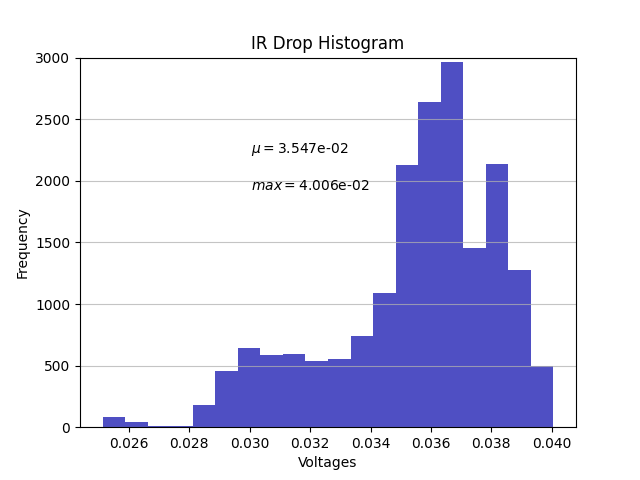 IR Drop Histogram
3000
2500
2000
1500
1000
500
0
Frequency
μ = 3.547e-02
max = 4.006e-02
0.026 0.028 0.030 0.032 0.034 0.036 0.038 0.040
Voltages